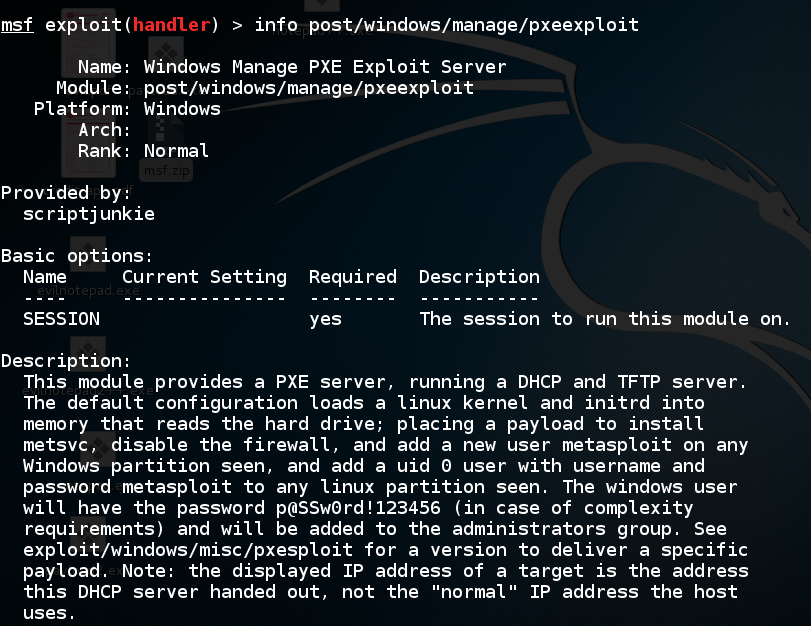 msf exploit(handler) > info post/windows/manage/pxeexploit
Name: Windows Manage PXE Exploit Server
Module: post/windows/manage/pxeexploit
Platform: Windows
Arch:
Rank: Normal
msf.zip
Provided by:
scriptjunkie
Basic options:
Name Current Setting Required Description
evilnotepad.exe
---- --------------- -------- -----------
SESSION yes The session to run this module on.
Description:
This module provides a PXE server, running a DHCP and TFTP server.
The default configuration loads a linux kernel and initrd into
memory that reads the hard drive; placing a payload to install
metsvc, disable the firewall, and add a new user metasploit on any
Windows partition seen, and add a uid 0 user with username and
password metasploit to any linux partition seen. The windows user
will have the password p@SSw0rd!123456 (in case of complexity
requirements) and will be added to the administrators group. See
exploit/windows/misc/pxesploit for a version to deliver a specific
payload. Note: the displayed IP address of a target is the address
this DHCP server handed out, not the "normal" IP address the host
uses.